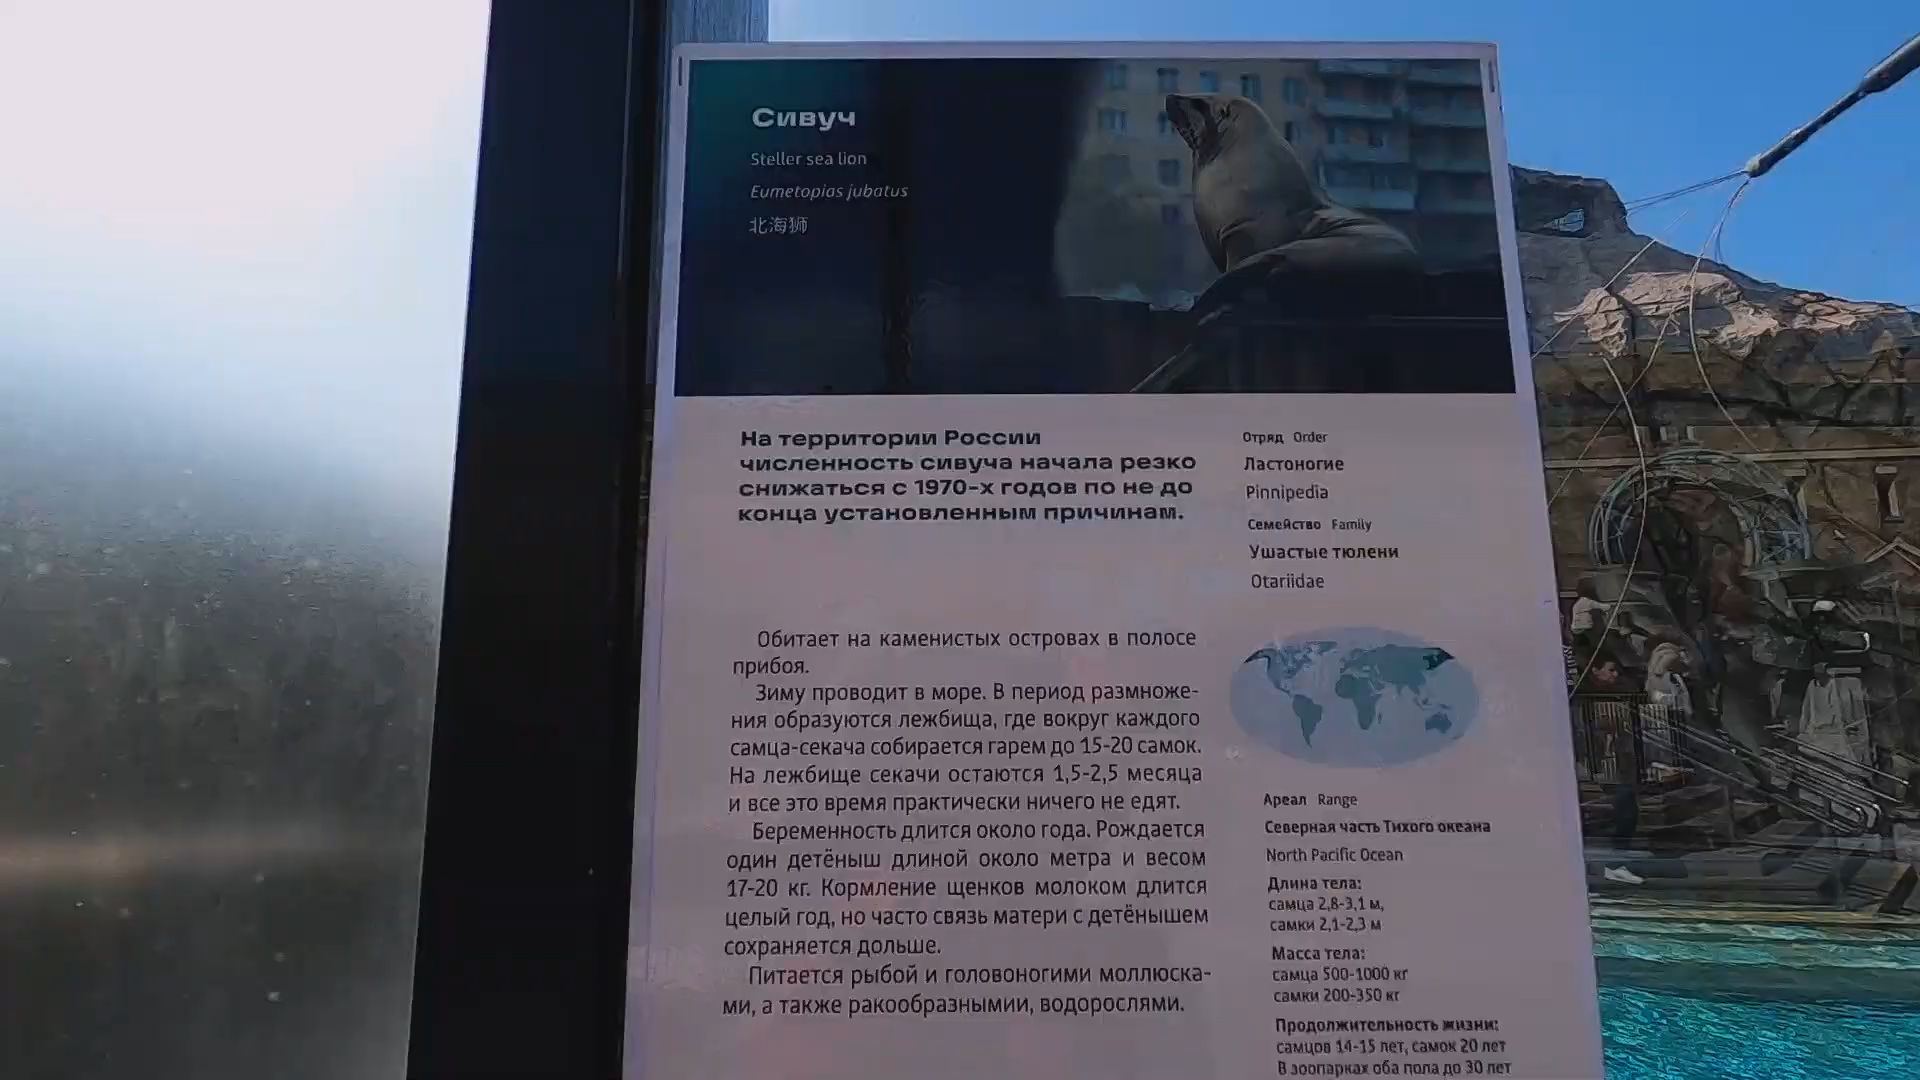 Сивуч
Steller sea lion
Eumetopias jubatus
北海狮
На территории России
численность сивуча начала резко
снижаться с 1970-х годов по не до
конца установленным причинам.
Обитает на каменистых островах в полосе
прибоя.
Зиму проводит в море. В период размноже-
ния образуются лежбища, где вокруг каждого
самца-секача собирается гарем до 15-20 самок.
На лежбище секачи остаются 1,5-2,5 месяца
и все это время практически ничего не едят.
Беременность длится около года. Рождается
один детёныш длиной около метра и весом
17-20 кг. Кормление щенков молоком длится
целый год, но часто связь матери с детёнышем
сохраняется дольше.
Питается рыбой и головоногими моллюска-
ми, а также ракообразнымии, водорослями.
Отряд Order
Ластоногие
Pinnipedia
Семейство Family
Ушастые тюлени
Otariidae
Ареал Range
Северная часть Тихого океана
North Pacific Ocean
Длина тела:
самца 2,8-3,1 м,
самки 2,1-2,3 м
Масса тела:
самца 500-1000 кг
самки 200-350 кг
Продолжительность жизни:
самцов 14-15 лет, самок 20 лет
В зоопарках оба пола до 30 лет